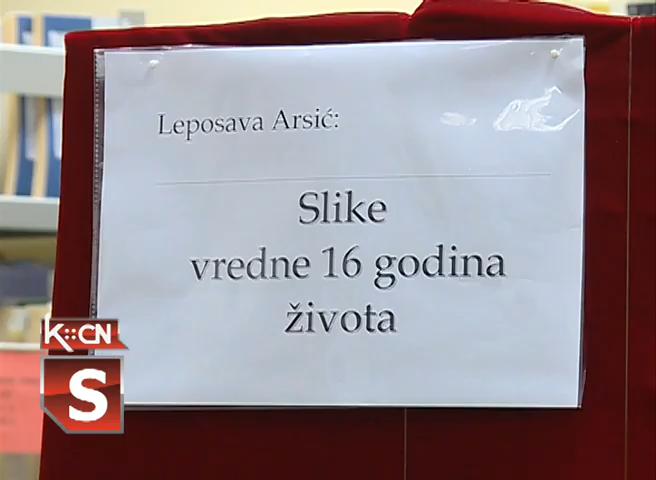 Leposava Arsić:
Slike
vredne 16 godina
života
K::CN
S